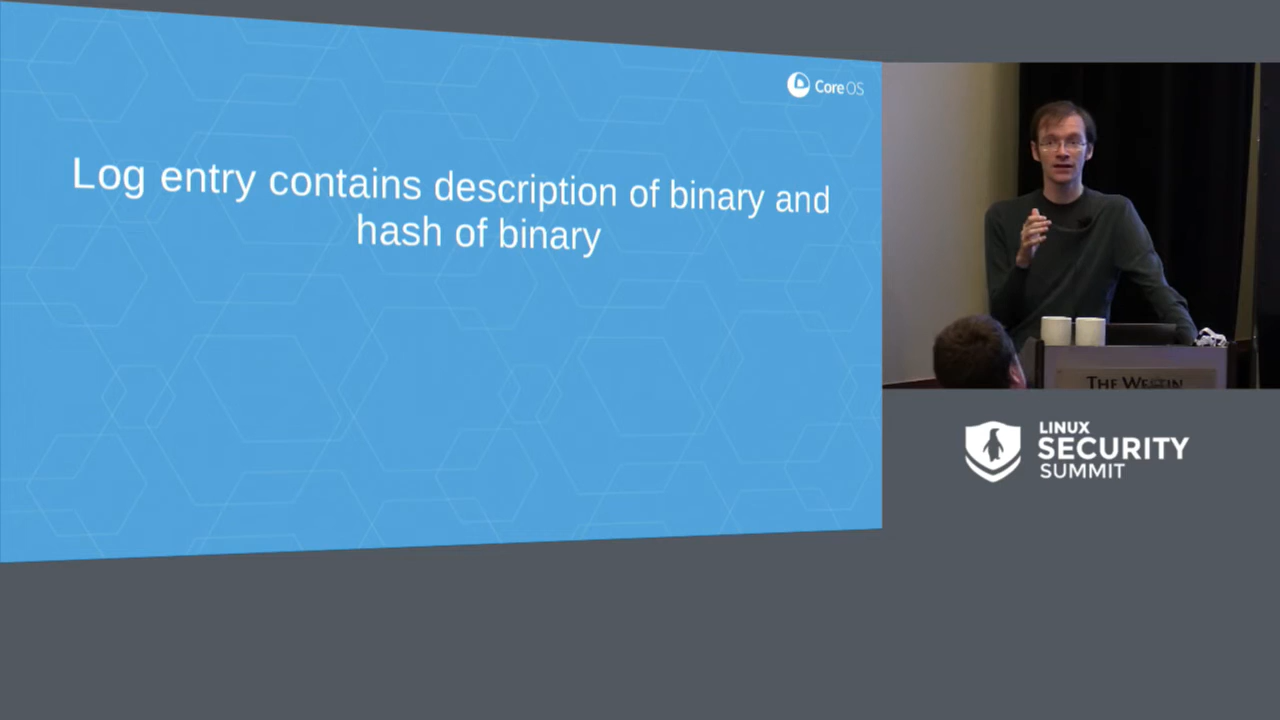 CoreOS
Log entry contains description of binary and
hash of binary
THE WESTIN
LINUX
SECURITY
SUMMIT